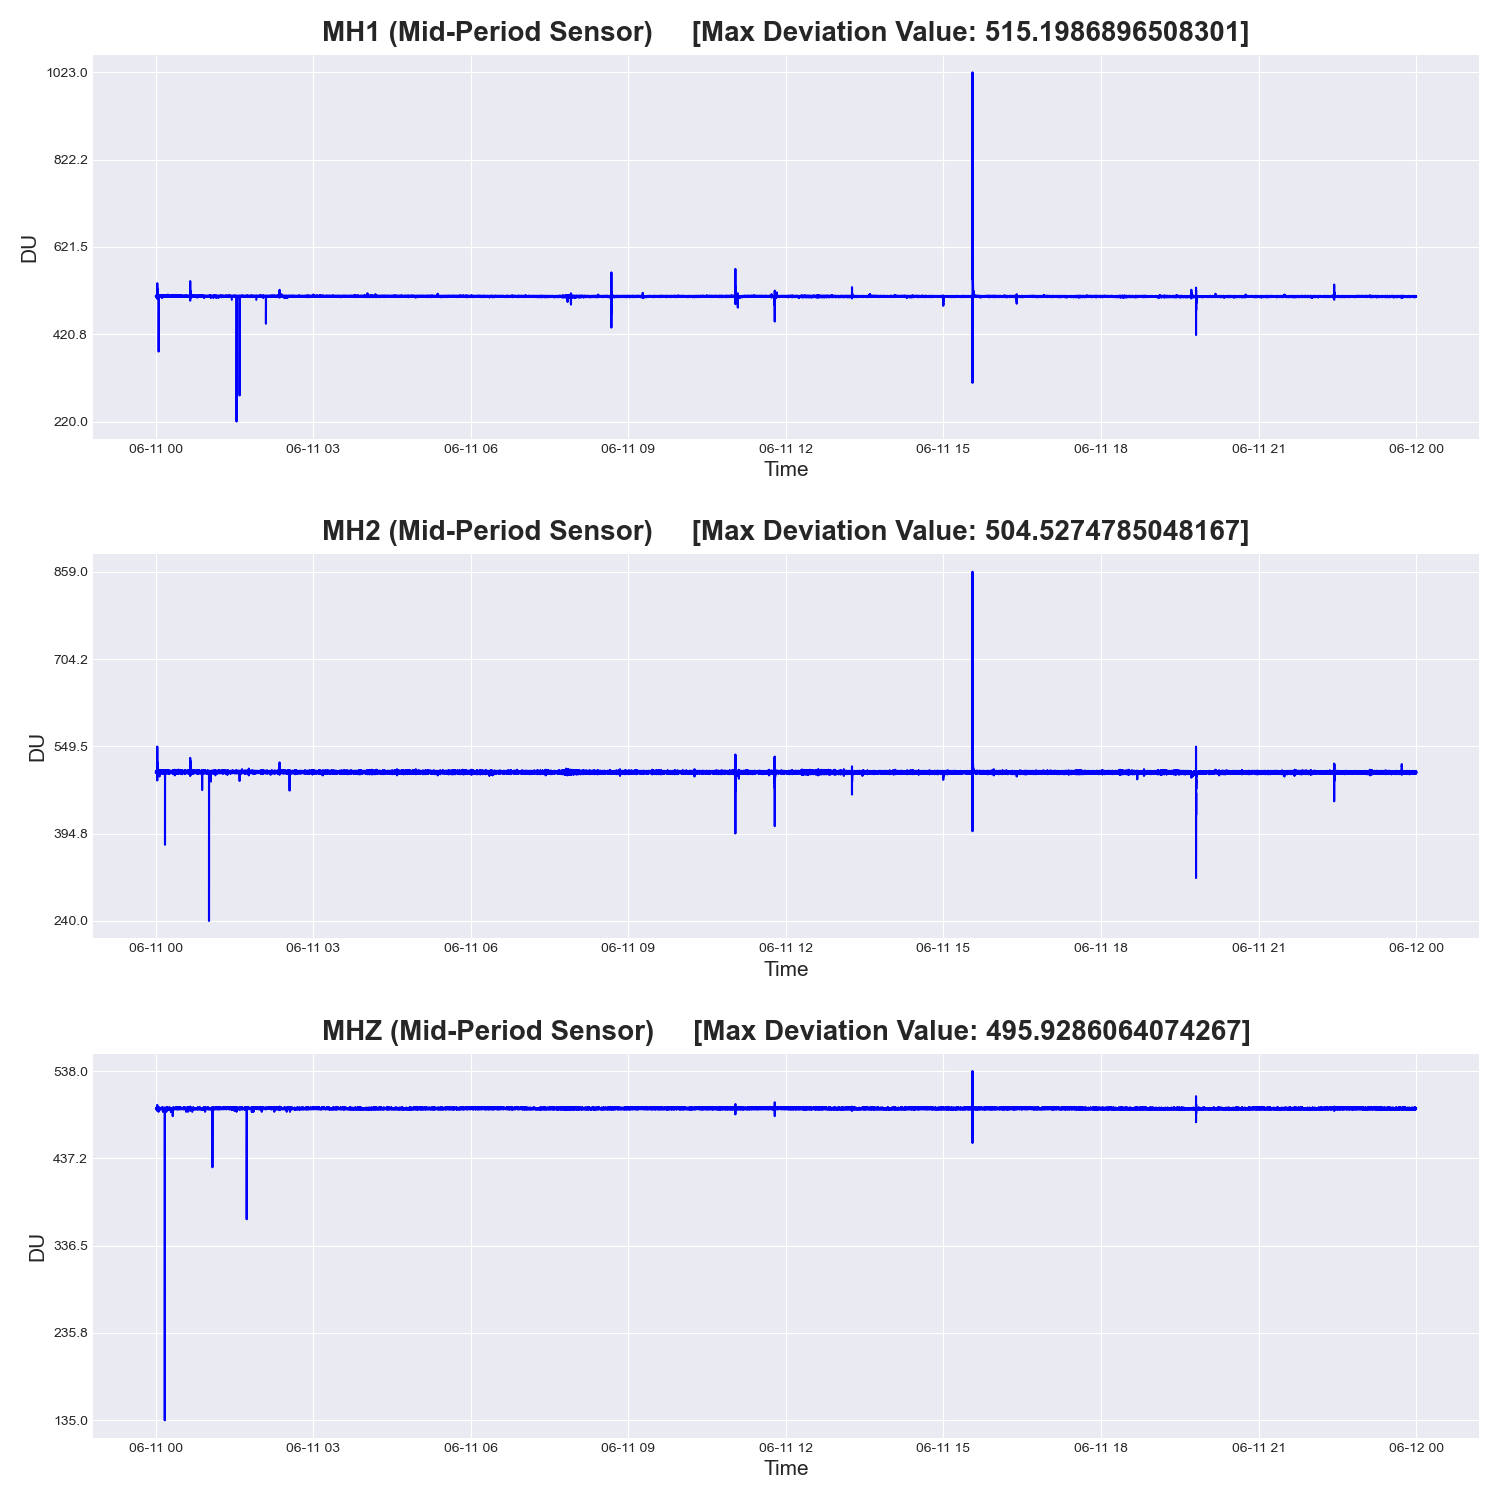 MH1 (Mid-Period Sensor) [Max Deviation Value: 515.1986896508301]
1023.0
822.2
621.5
420.8
220.0
DU
06-11 00 06-11 03 06-11 06 06-11 09 06-11 12 06-11 15 06-11 18 06-11 21 06-12 00
Time
MH2 (Mid-Period Sensor) [Max Deviation Value: 504.5274785048167]
859.0
704.2
549.5
394.8
240.0
DU
06-11 00 06-11 03 06-11 06 06-11 09 06-11 12 06-11 15 06-11 18 06-11 21 06-12 00
Time
MHZ (Mid-Period Sensor) [Max Deviation Value: 495.9286064074267]
538.0
437.2
336.5
235.8
135.0
DU
06-11 00 06-11 03 06-11 06 06-11 09 06-11 12 06-11 15 06-11 18 06-11 21 06-12 00
Time